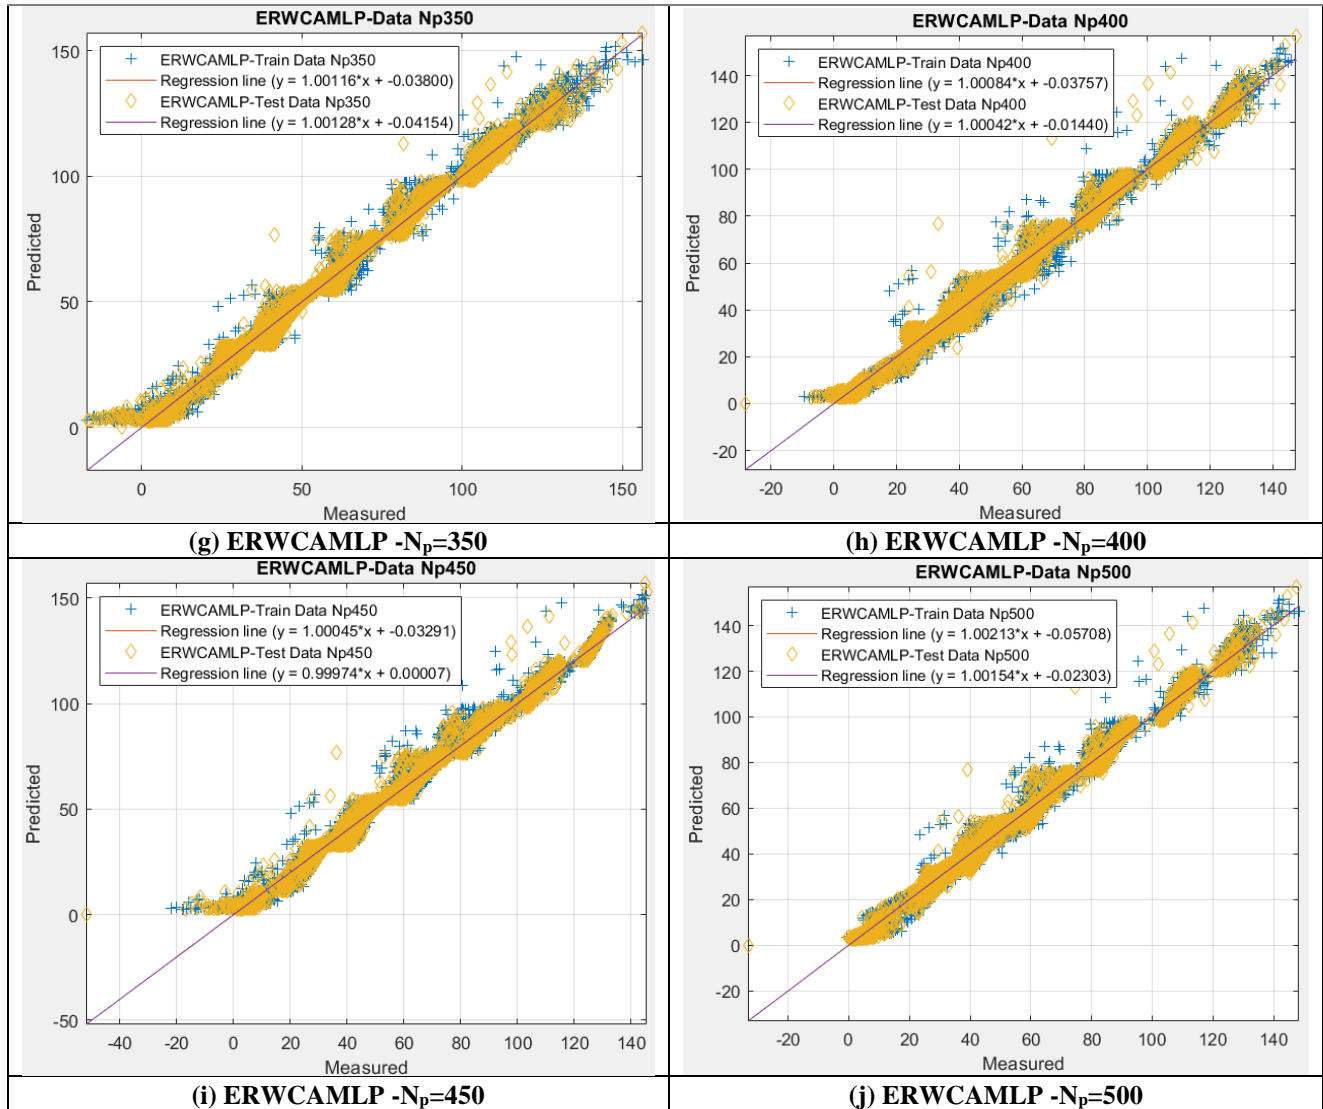 ERWCAMLP-Data Np350
ERWCAMLP-Train Data Np350
Regression line (y = 1.00116*x + -0.03800)
ERWCAMLP-Test Data Np350
Regression line (y = 1.00128*x + -0.04154)
150
100
50
0
Predicted
0 50 100 150
Measured
(g) ERWCAMLP -Np=350
ERWCAMLP-Data Np400
ERWCAMLP-Train Data Np400
Regression line (y = 1.00084*x + -0.03757)
ERWCAMLP-Test Data Np400
Regression line (y = 1.00042*x + -0.01440)
140
120
100
80
60
40
20
0
-20
Predicted
-20 0 20 40 60 80 100 120 140
Measured
(h) ERWCAMLP -Np=400
ERWCAMLP-Data Np450
ERWCAMLP-Train Data Np450
Regression line (y = 1.00045*x + -0.03291)
ERWCAMLP-Test Data Np450
Regression line (y = 0.99974*x + 0.00007)
150
100
50
0
-50
Predicted
-40 -20 0 20 40 60 80 100 120 140
Measured
(i) ERWCAMLP -Np=450
ERWCAMLP-Data Np500
ERWCAMLP-Train Data Np500
Regression line (y = 1.00213*x + -0.05708)
ERWCAMLP-Test Data Np500
Regression line (y = 1.00154*x + -0.02303)
140
120
100
80
60
40
20
0
-20
Predicted
-20 0 20 40 60 80 100 120 140
Measured
(j) ERWCAMLP -Np=500